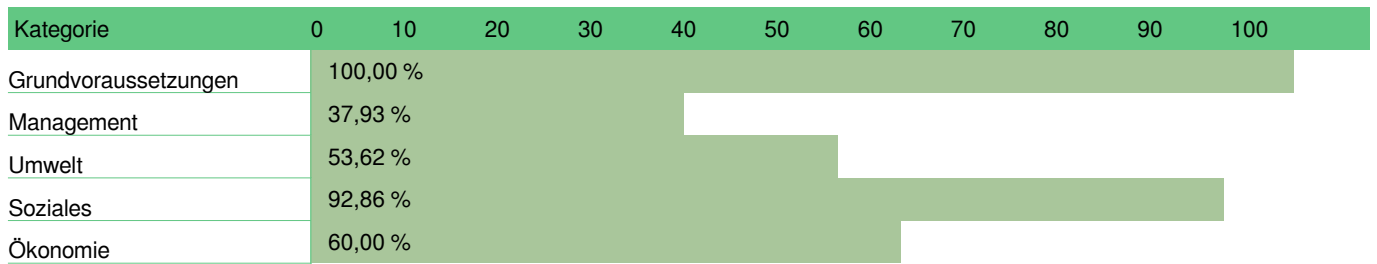 Kategorie 0 10 20 30 40 50 60 70 80 90 100
Grundvoraussetzungen 100,00 %
Management 37,93 %
Umwelt 53,62 %
Soziales 92,86 %
Ökonomie 60,00 %